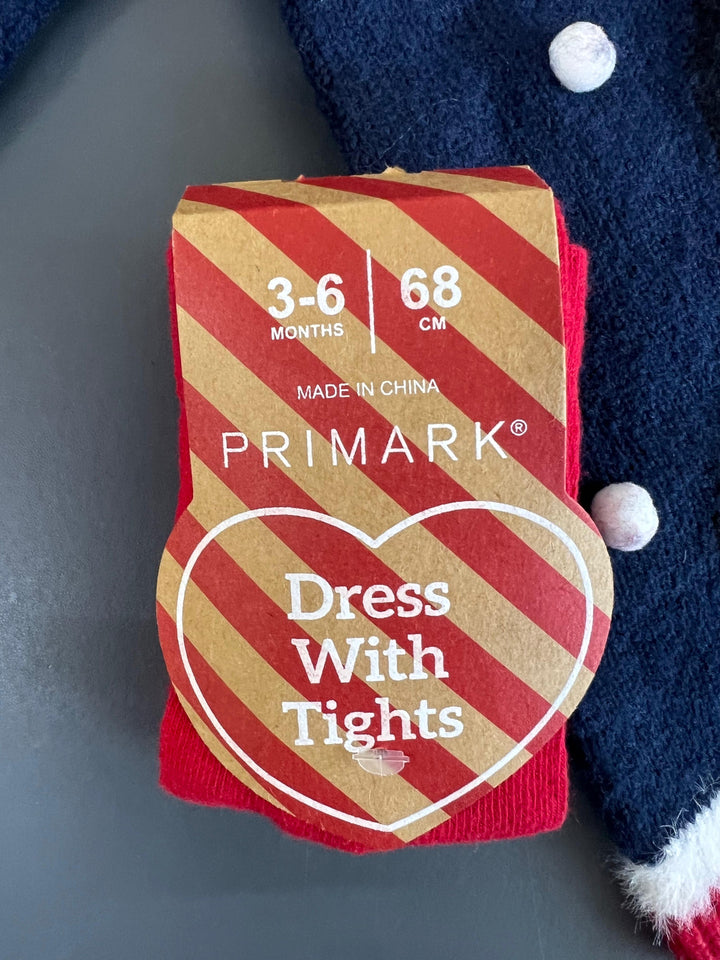 3-6
MONTHS
68
CM
MADE IN CHINA
PRIMARK®
Dress
With
Tights